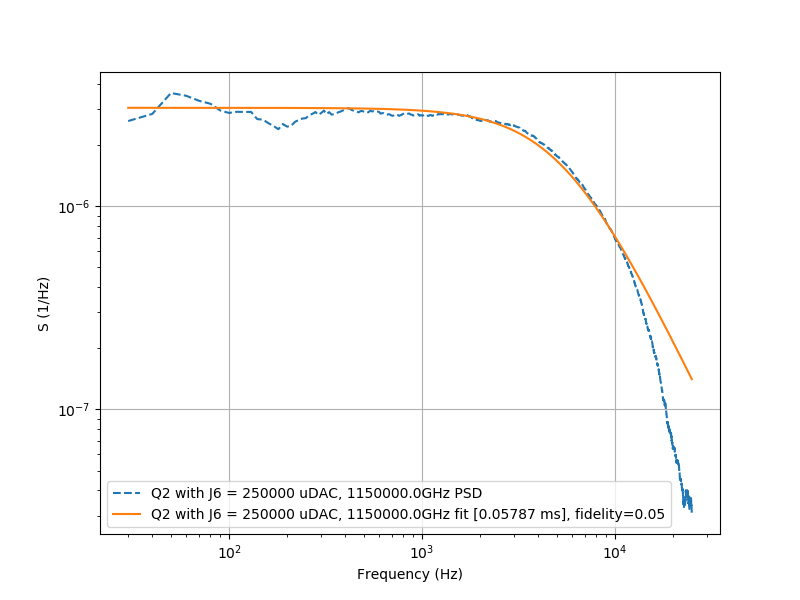 10⁻⁶
10⁻⁷
S (1/Hz)
Q2 with J6 = 250000 uDAC, 1150000.0GHz PSD
Q2 with J6 = 250000 uDAC, 1150000.0GHz fit [0.05787 ms], fidelity=0.05
10² 10³ 10⁴
Frequency (Hz)